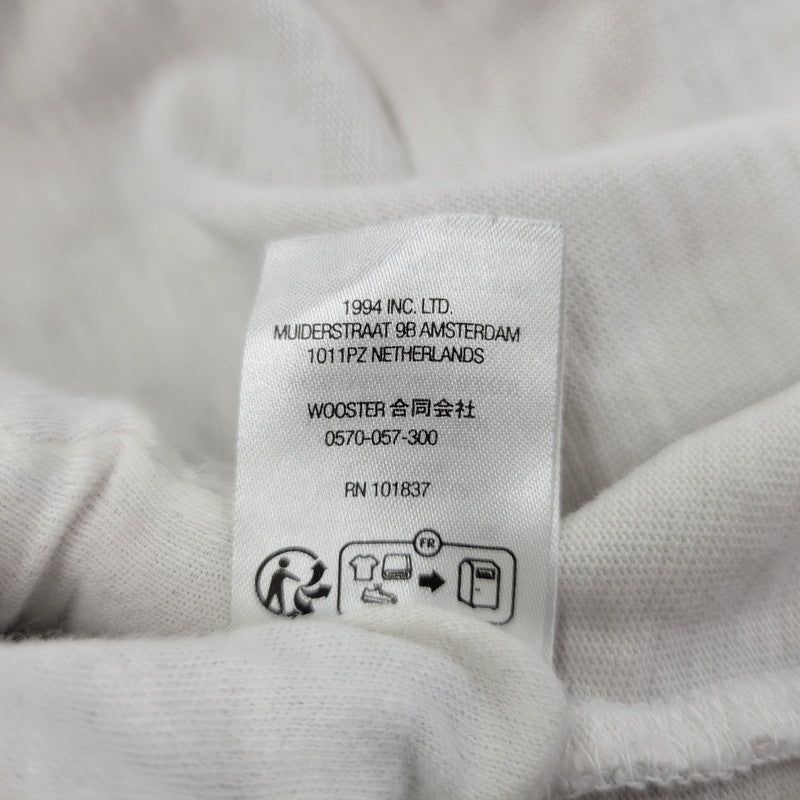 1994 INC. LTD.
MUIDERSTRAAT 9B AMSTERDAM
1011PZ NETHERLANDS
WOOSTER 合同会社
0570-057-300
RN 101837
FR